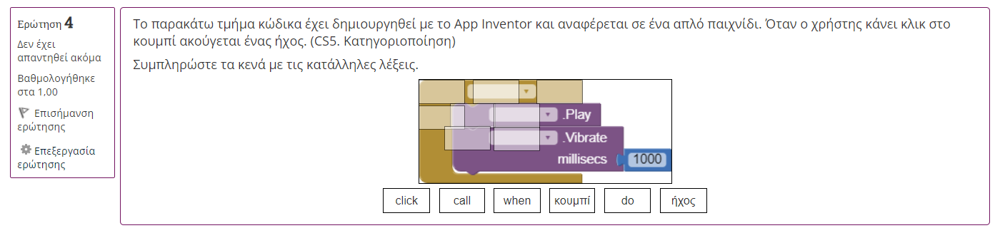 Ερώτηση 4
Δεν έχει
απαντηθεί ακόμα
Βαθμολογήθηκε
στα 1,00
Επισήμανση
ερώτησης
Επεξεργασία
ερώτησης
Το παρακάτω τμήμα κώδικα έχει δημιουργηθεί με το App Inventor και αναφέρεται σε ένα απλό παιχνίδι. Όταν ο χρήστης κάνει κλικ στο
κουμπί ακούγεται ένας ήχος. (CS5. Κατηγοριοποίηση)
Συμπληρώστε τα κενά με τις κατάλληλες λέξεις.
.Play
.Vibrate
millisecs 1000
click call when κουμπί do ήχος